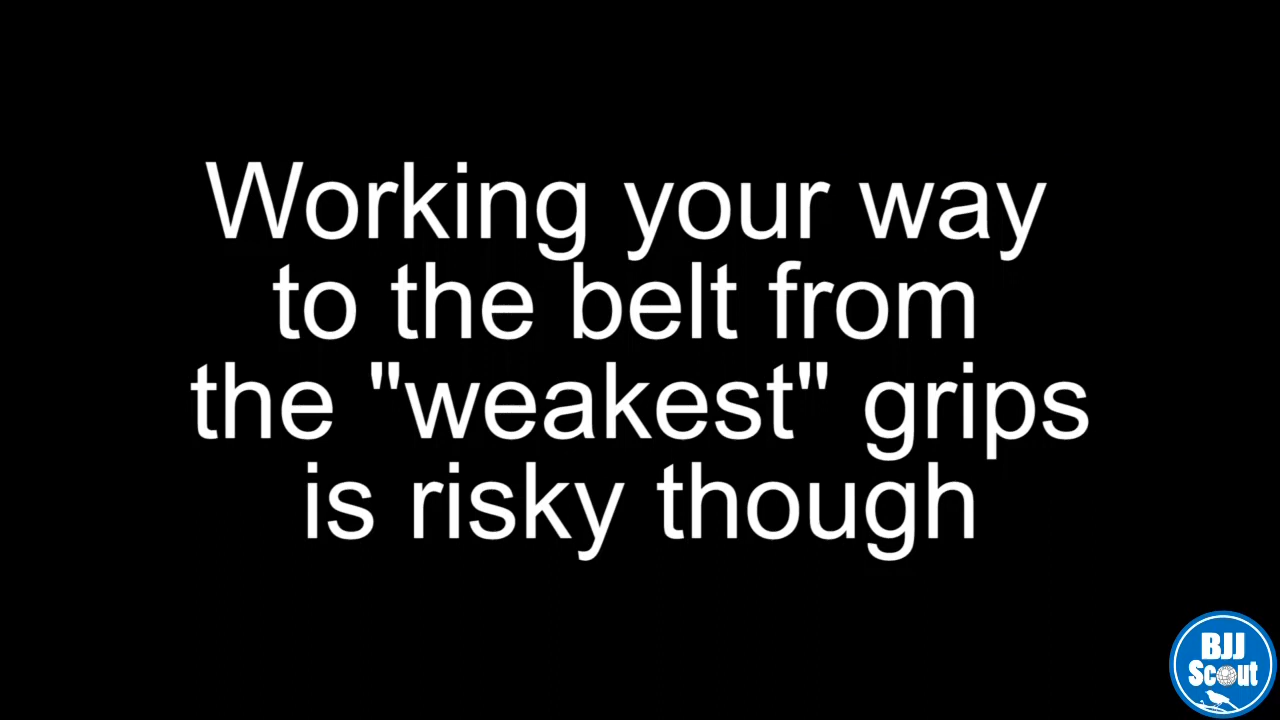 Working your way
to the belt from
the "weakest" grips
is risky though
BJJ
Scout